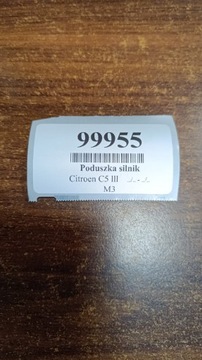 99955
Poduszka silnik
Citroen C5 III
M3